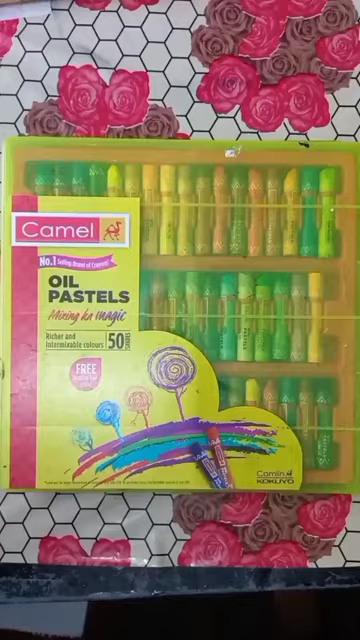 Camel
No.1 Selling Brand of Crayons!
OIL
PASTELS
Mixing ka magic
Richer and
Intermixable colours
50 SHADES
FREE
Camlin
KOKUYO